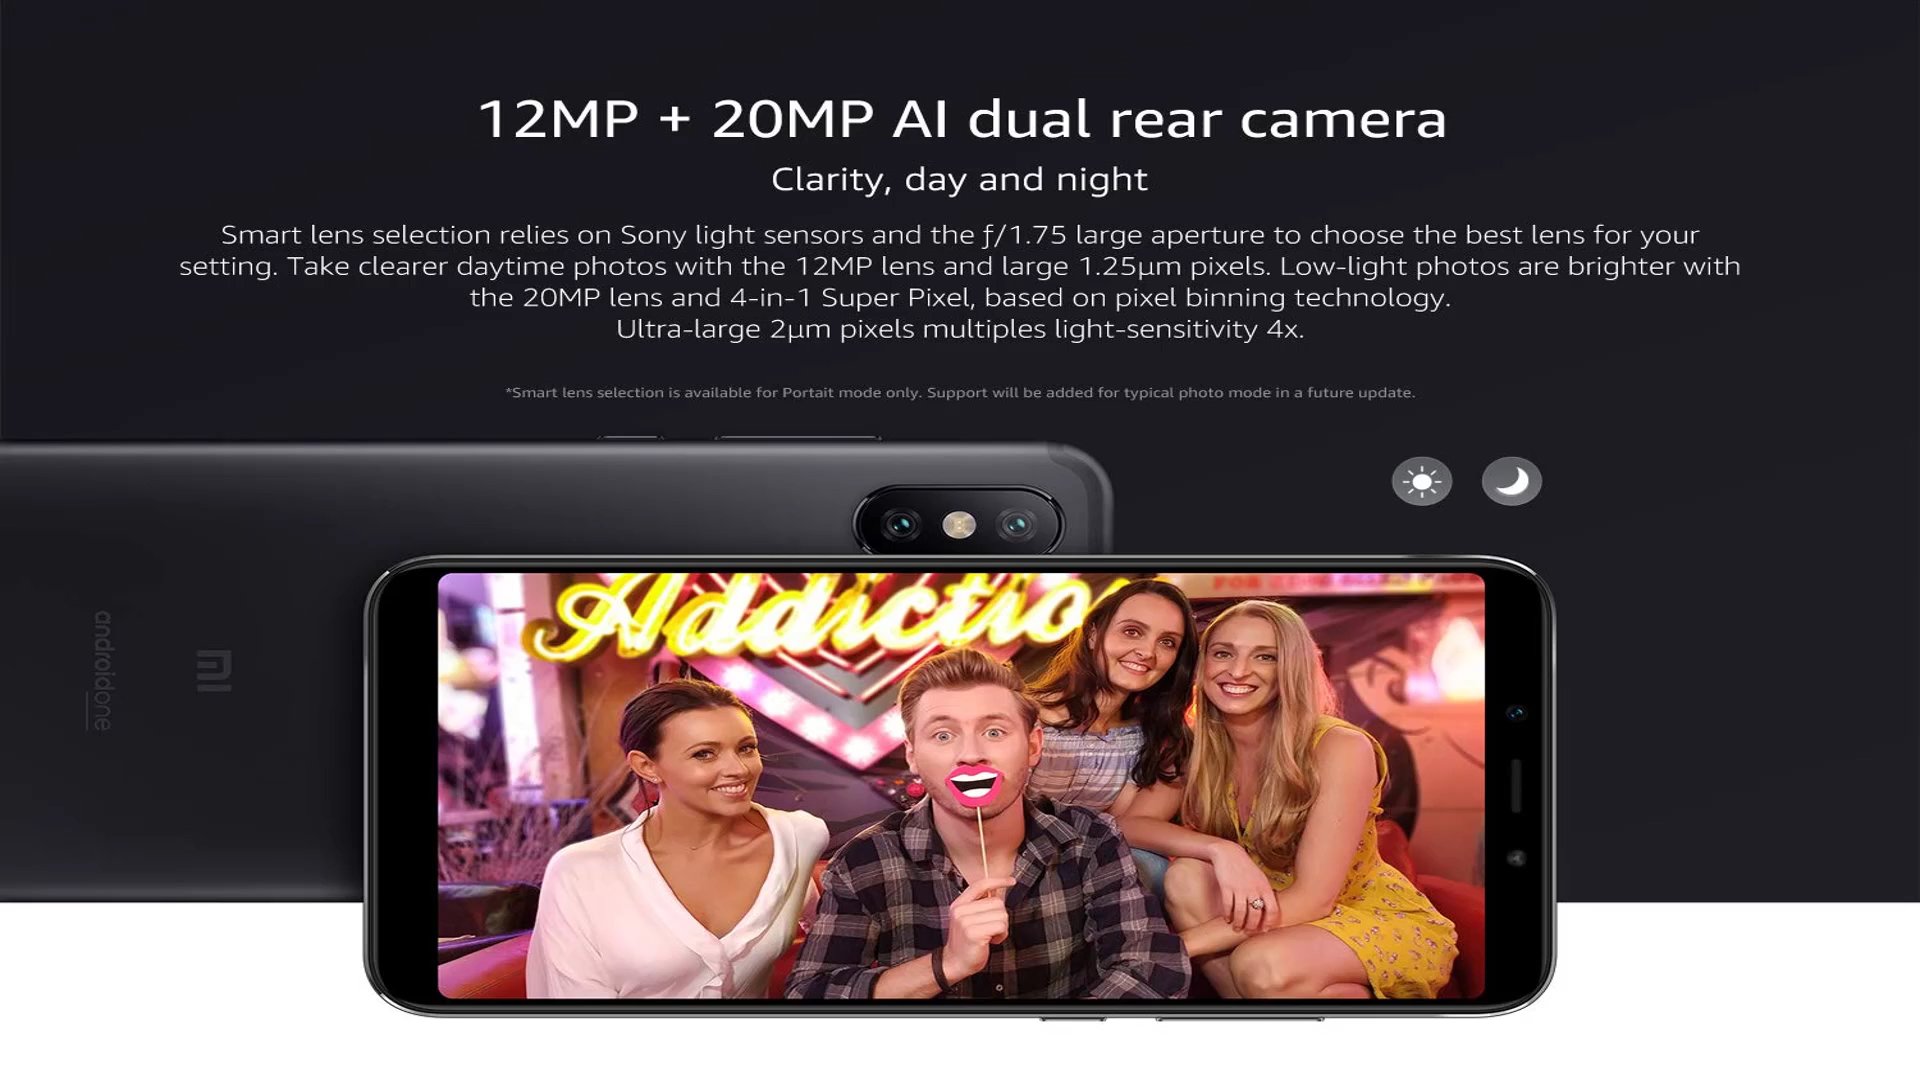 12MP + 20MP AI dual rear camera
Clarity, day and night
Smart lens selection relies on Sony light sensors and the ƒ/1.75 large aperture to choose the best lens for your
setting. Take clearer daytime photos with the 12MP lens and large 1.25µm pixels. Low-light photos are brighter with
the 20MP lens and 4-in-1 Super Pixel, based on pixel binning technology.
Ultra-large 2µm pixels multiples light-sensitivity 4x.
*Smart lens selection is available for Portait mode only. Support will be added for typical photo mode in a future update.
androidone
mi
Addictio